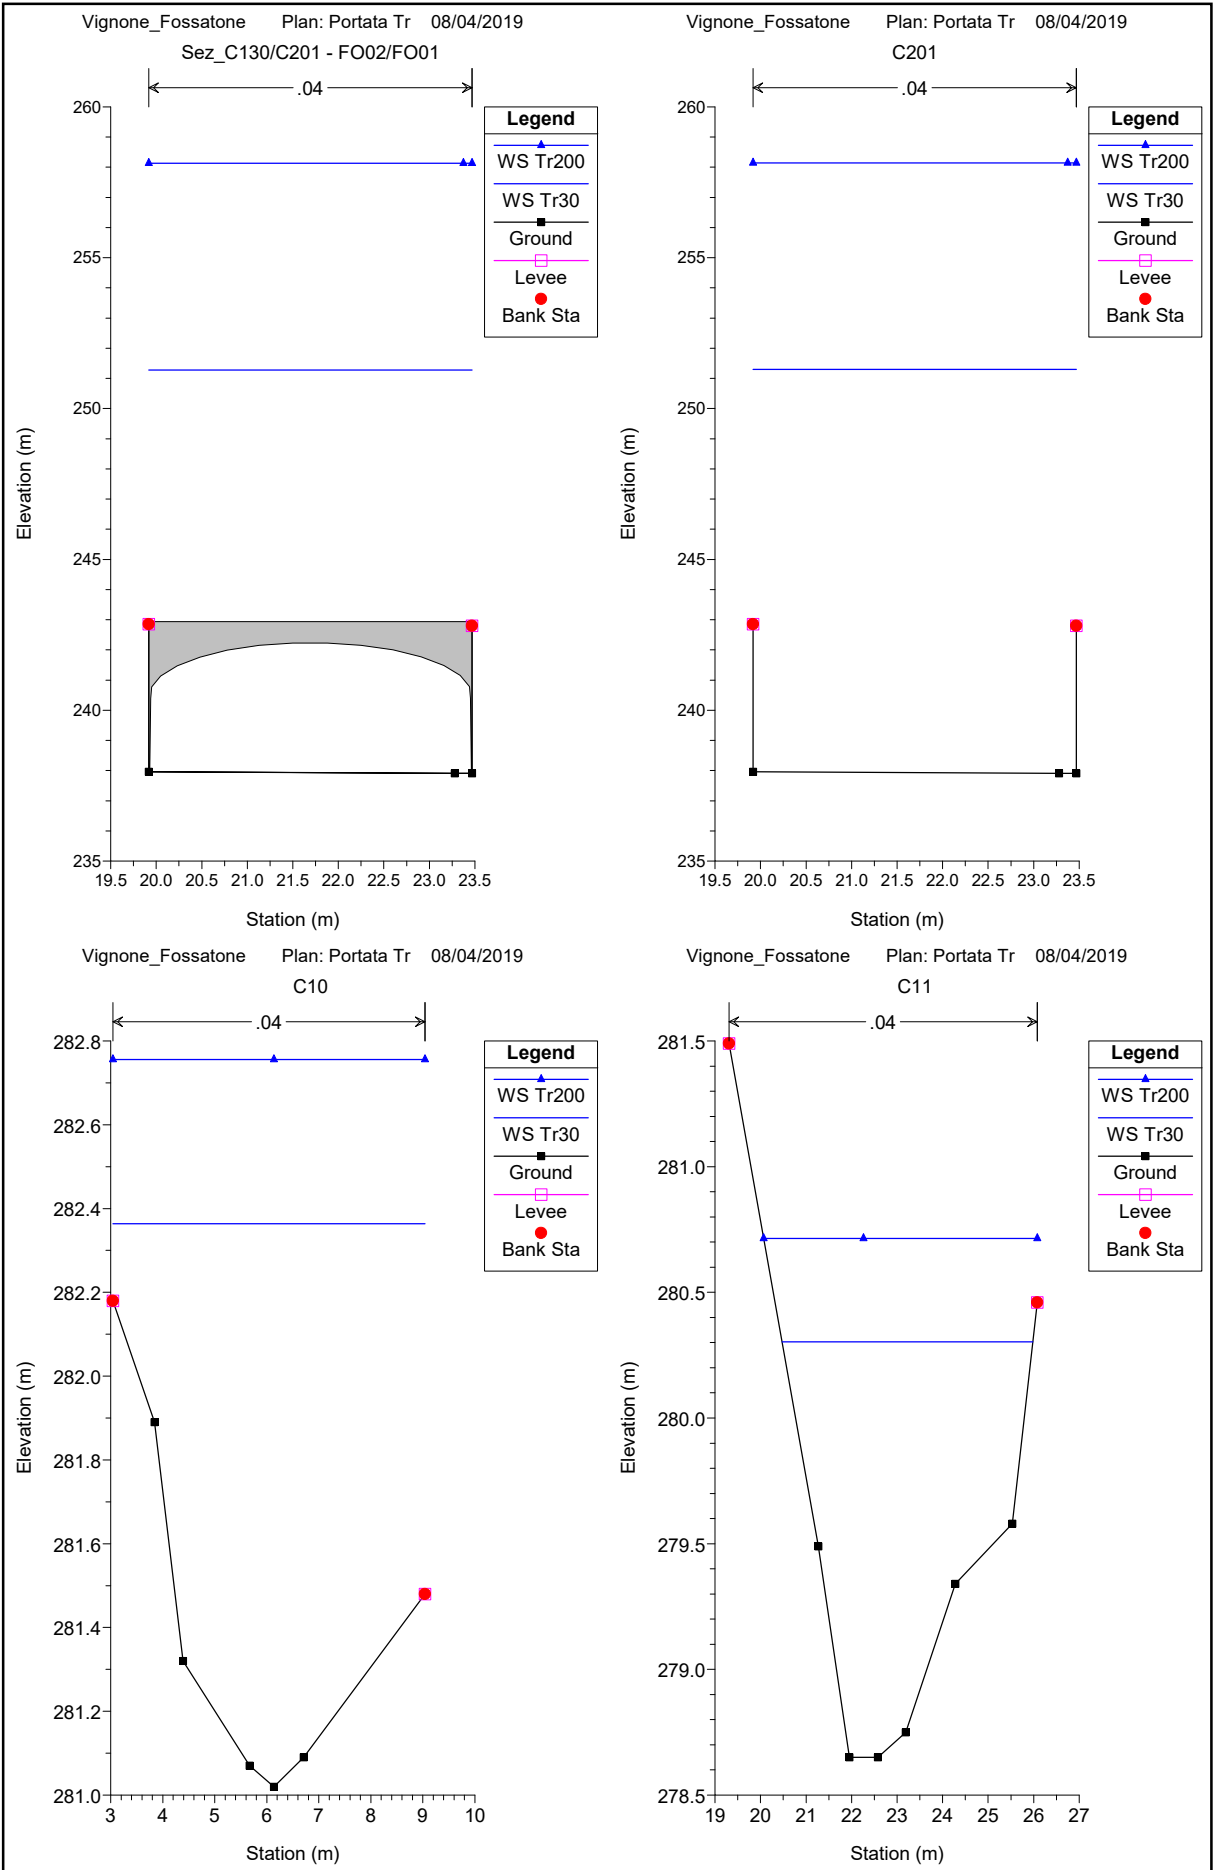 Vignone_Fossatone Plan: Portata Tr 08/04/2019
Sez_C130/C201 - FO02/FO01
.04
260
255
250
245
240
235
Elevation (m)
19.5 20.0 20.5 21.0 21.5 22.0 22.5 23.0 23.5
Station (m)
Legend
WS Tr200
WS Tr30
Ground
Levee
Bank Sta
Vignone_Fossatone Plan: Portata Tr 08/04/2019
C201
.04
260
255
250
245
240
235
Elevation (m)
19.5 20.0 20.5 21.0 21.5 22.0 22.5 23.0 23.5
Station (m)
Legend
WS Tr200
WS Tr30
Ground
Levee
Bank Sta
Vignone_Fossatone Plan: Portata Tr 08/04/2019
C10
.04
282.8
282.6
282.4
282.2
282.0
281.8
281.6
281.4
281.2
281.0
Elevation (m)
3 4 5 6 7 8 9 10
Station (m)
Legend
WS Tr200
WS Tr30
Ground
Levee
Bank Sta
Vignone_Fossatone Plan: Portata Tr 08/04/2019
C11
.04
281.5
281.0
280.5
280.0
279.5
279.0
278.5
Elevation (m)
19 20 21 22 23 24 25 26 27
Station (m)
Legend
WS Tr200
WS Tr30
Ground
Levee
Bank Sta